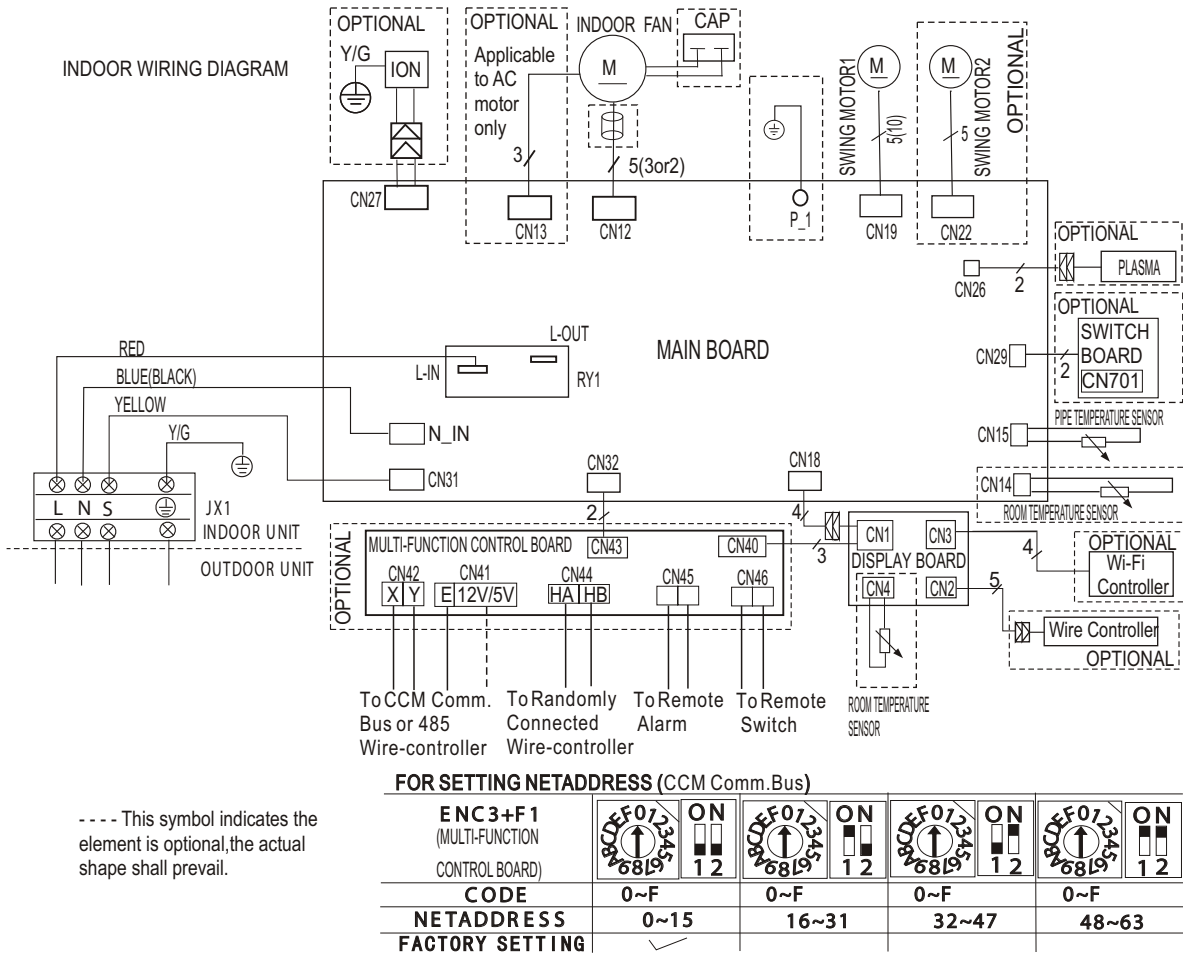 INDOOR WIRING DIAGRAM
OPTIONAL
Y/G
ION
CN27
OPTIONAL
Applicable
to AC
motor
only
3
CN13
INDOOR FAN
M
CAP
5(3or2)
CN12
P_1
M
SWING MOTOR1
5(10)
CN19
M
SWING MOTOR2
5
OPTIONAL
CN22
OPTIONAL
PLASMA
CN26
2
OPTIONAL
SWITCH
BOARD
CN701
CN29
2
PIPE TEMPERATURE SENSOR
CN15
CN14
ROOM TEMPERATURE SENSOR
MAIN BOARD
L-OUT
L-IN
RY1
RED
BLUE(BLACK)
YELLOW
Y/G
N_IN
CN31
L N S
JX1
INDOOR UNIT
OUTDOOR UNIT
CN32
2
CN18
4
OPTIONAL
MULTI-FUNCTION CONTROL BOARD
CN43
CN40
3
CN42
X Y
CN41
E 12V/5V
CN44
HA HB
CN45
CN46
CN1
CN3
DISPLAY BOARD
CN4
CN2
4
OPTIONAL
Wi-Fi
Controller
5
Wire Controller
OPTIONAL
ROOM TEMPERATURE
SENSOR
To CCM Comm.
Bus or 485
Wire-controller
To Randomly
Connected
Wire-controller
To Remote
Alarm
To Remote
Switch
- - - - This symbol indicates the
element is optional,the actual
shape shall prevail.
FOR SETTING NETADDRESS (CCM Comm.Bus)
ENC3+F1
(MULTI-FUNCTION
CONTROL BOARD)
0123456789ABCDEF
ON
1 2
0123456789ABCDEF
ON
1 2
0123456789ABCDEF
ON
1 2
0123456789ABCDEF
ON
1 2
CODE 0~F 0~F 0~F 0~F
NETADDRESS 0~15 16~31 32~47 48~63
FACTORY SETTING